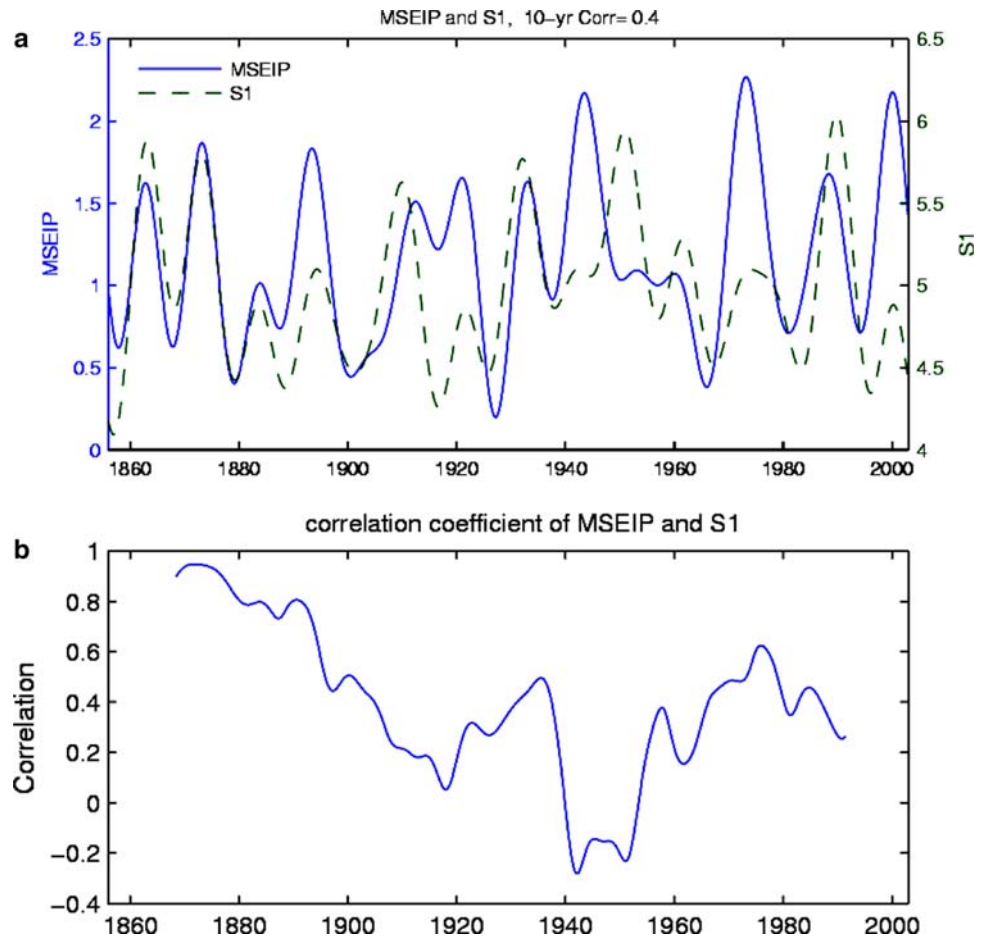 MSEIP and S1, 10-yr Corr= 0.4
a
2.5
2
1.5
1
0.5
0
MSEIP
6.5
6
5.5
5
4.5
4
S1
MSEIP
S1
1860 1880 1900 1920 1940 1960 1980 2000
correlation coefficient of MSEIP and S1
b
1
0.8
0.6
0.4
0.2
0
-0.2
-0.4
Correlation
1860 1880 1900 1920 1940 1960 1980 2000